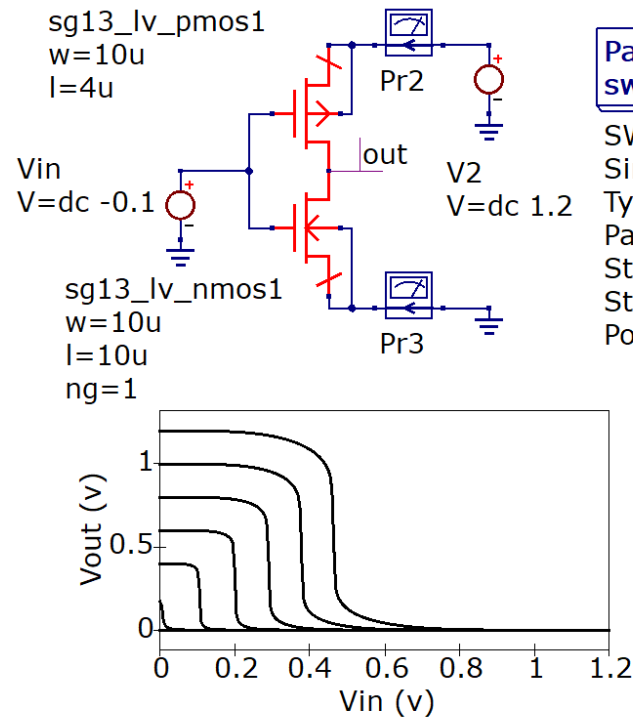 sg13_lv_pmos1
w=10u
l=4u
Pr2
Pa
sw
out
Vin
V=dc -0.1
V2
V=dc 1.2
SW
Sin
Ty
Pa
St
St
Po
sg13_lv_nmos1
w=10u
l=10u
ng=1
Pr3
1
0.5
0
Vout (v)
0 0.2 0.4 0.6 0.8 1 1.2
Vin (v)